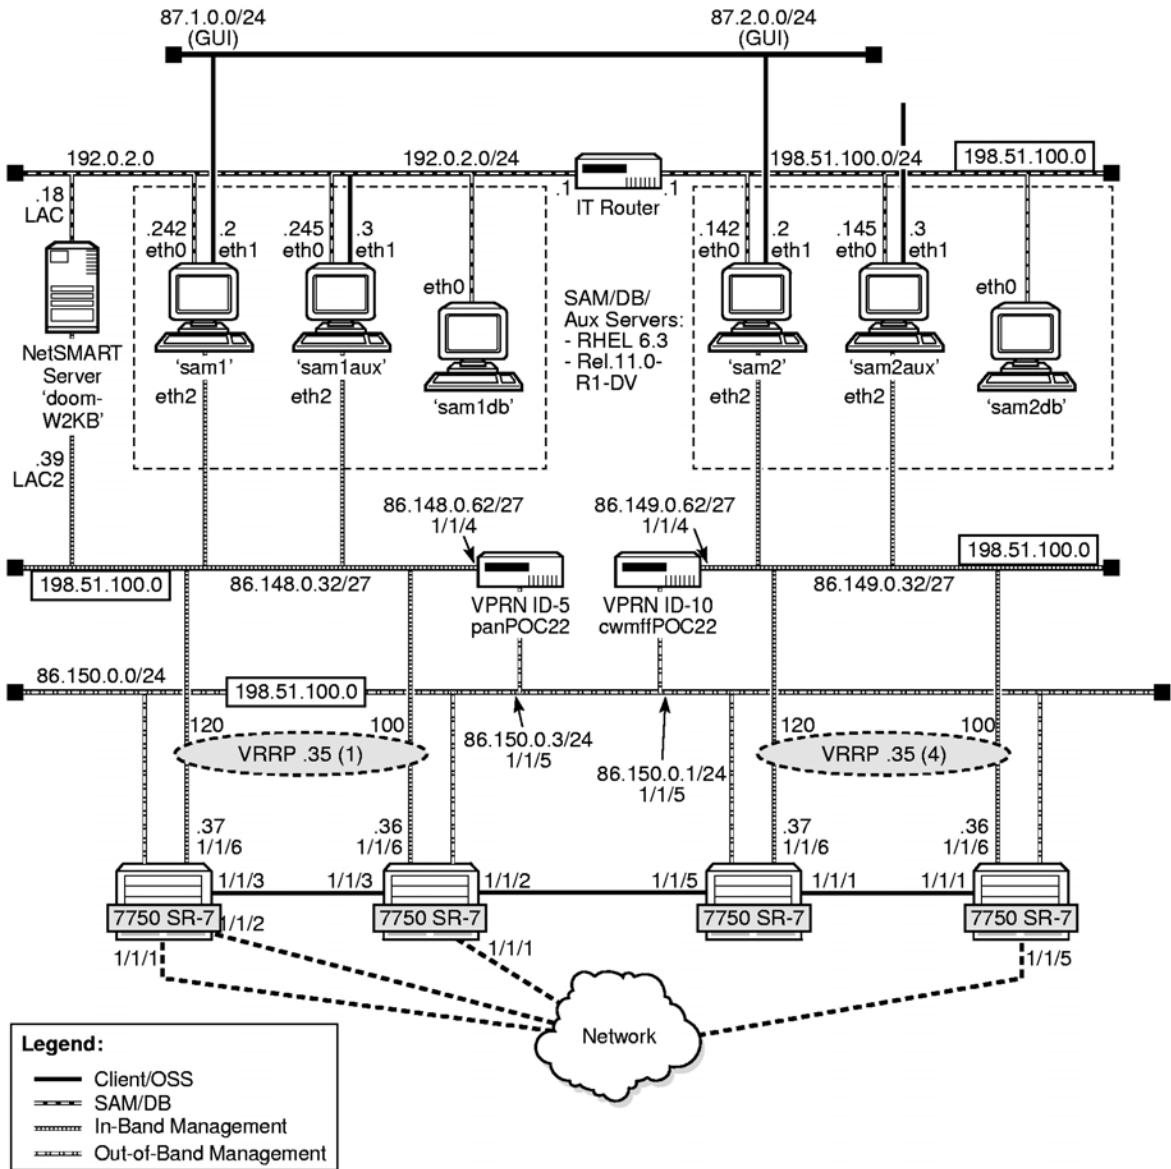 87.1.0.0/24
(GUI)
87.2.0.0/24
(GUI)
192.0.2.0
192.0.2.0/24
198.51.100.0/24
198.51.100.0
.1
.1
IT Router
.18
LAC
.242
eth0
.2
eth1
.245
eth0
.3
eth1
eth0
.142
eth0
.2
eth1
.145
eth0
.3
eth1
eth0
SAM/DB/
Aux Servers:
- RHEL 6.3
- Rel.11.0-
R1-DV
NetSMART
Server
'doom-
W2KB'
'sam1'
'sam1aux'
'sam1db'
'sam2'
'sam2aux'
'sam2db'
eth2
eth2
eth2
eth2
.39
LAC2
86.148.0.62/27
1/1/4
86.149.0.62/27
1/1/4
198.51.100.0
198.51.100.0
86.148.0.32/27
86.149.0.32/27
VPRN ID-5
panPOC22
VPRN ID-10
cwmffPOC22
86.150.0.0/24
198.51.100.0
120
100
VRRP .35 (1)
86.150.0.3/24
1/1/5
86.150.0.1/24
1/1/5
120
100
VRRP .35 (4)
.37
1/1/6
.36
1/1/6
.37
1/1/6
.36
1/1/6
1/1/3
1/1/3
1/1/2
1/1/5
1/1/1
1/1/1
7750 SR-7
7750 SR-7
7750 SR-7
7750 SR-7
1/1/2
1/1/1
1/1/1
1/1/5
Network
Legend:
Client/OSS
SAM/DB
In-Band Management
Out-of-Band Management